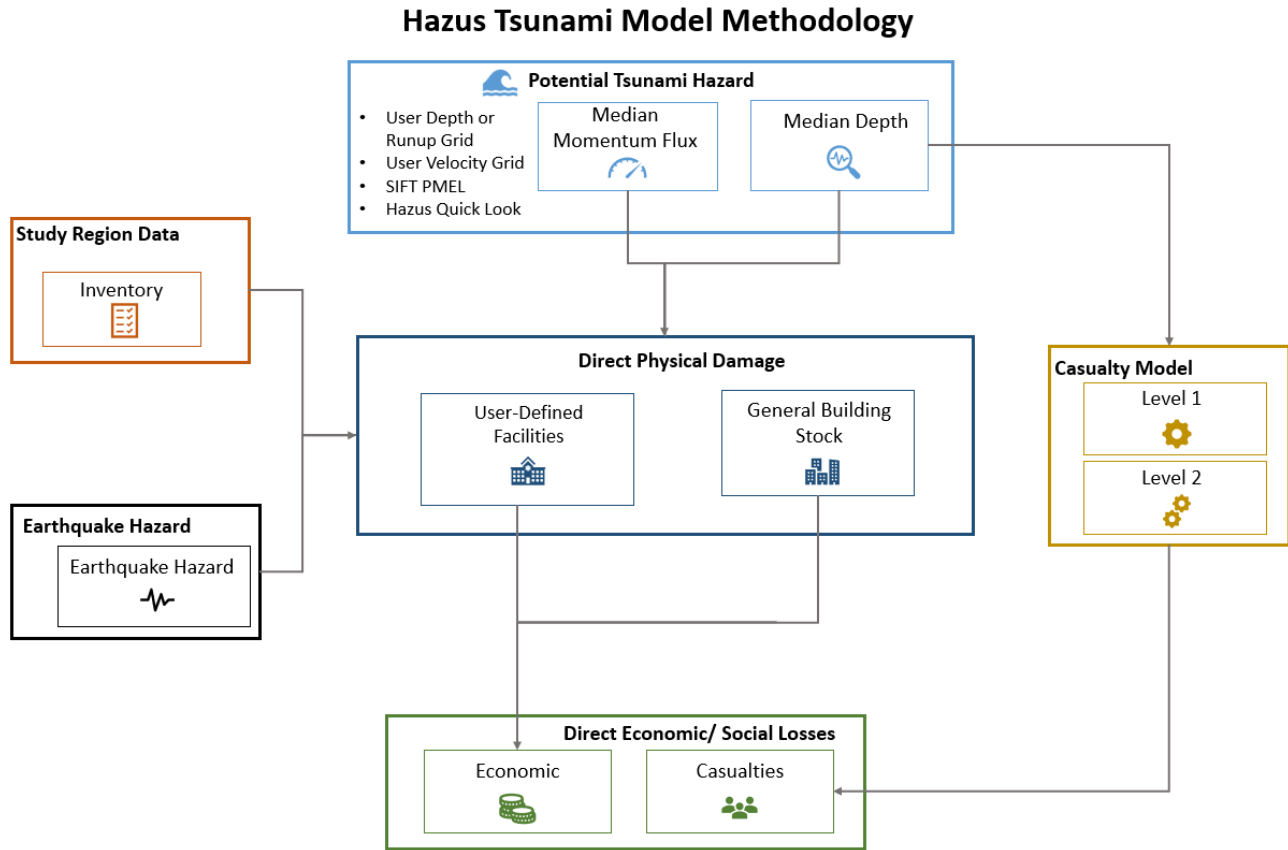 Hazus Tsunami Model Methodology
Potential Tsunami Hazard
• User Depth or
Runup Grid
• User Velocity Grid
• SIFT PMEL
• Hazus Quick Look
Median
Momentum Flux
Median Depth
Study Region Data
Inventory
Direct Physical Damage
User-Defined
Facilities
General Building
Stock
Casualty Model
Level 1
Level 2
Earthquake Hazard
Earthquake Hazard
Direct Economic/ Social Losses
Economic
Casualties